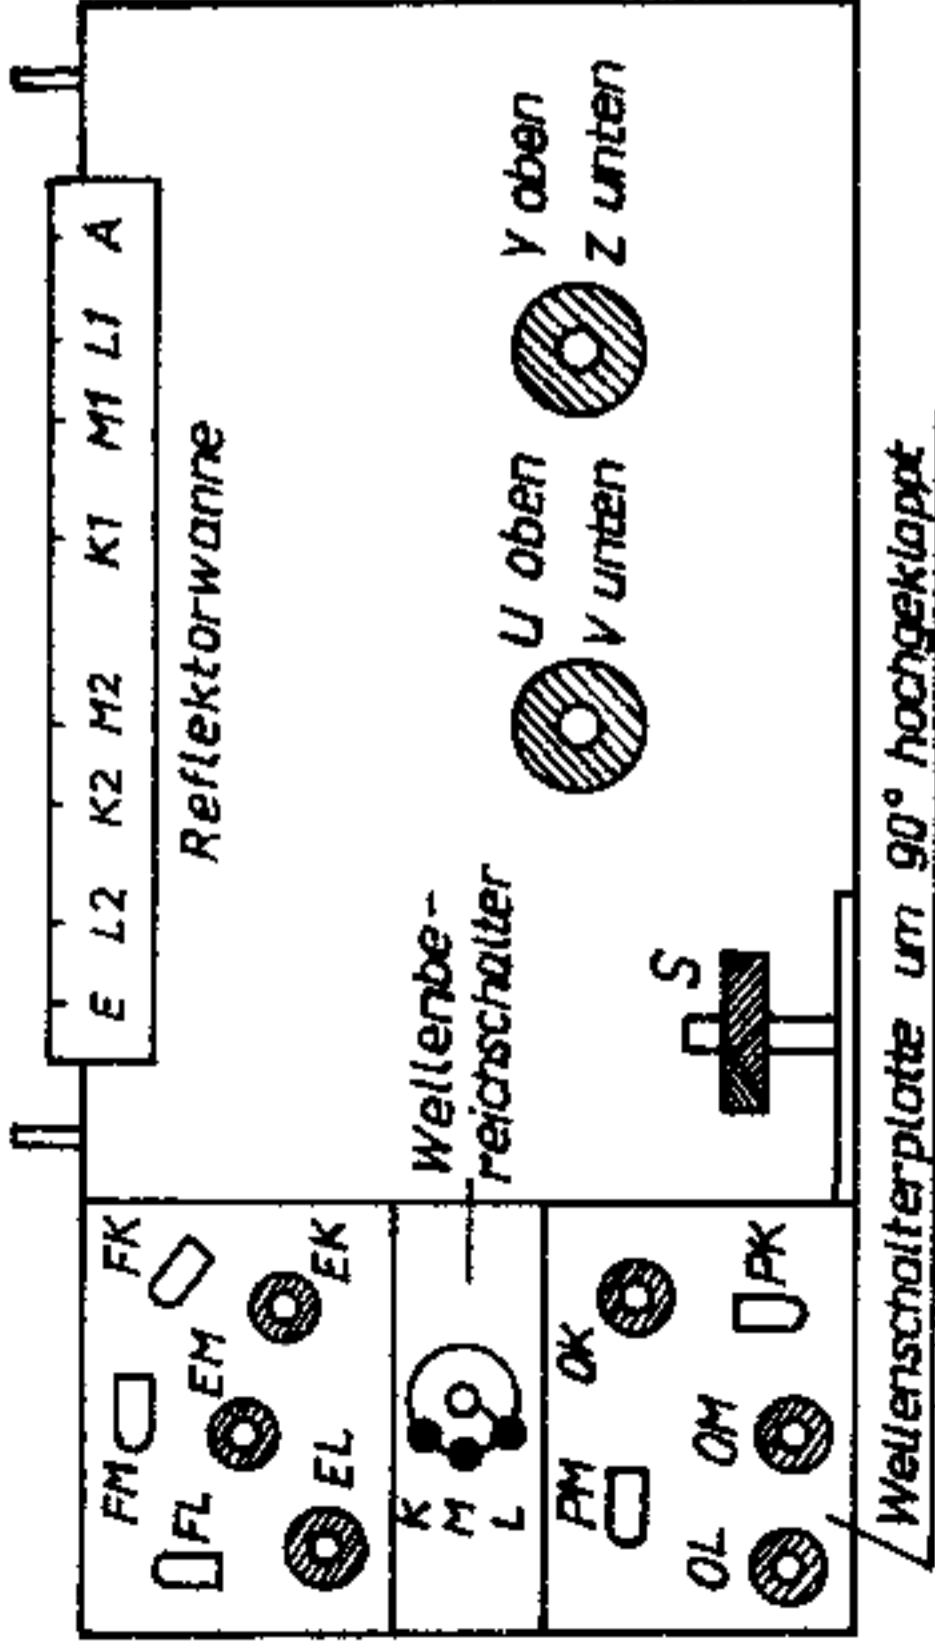 FM
FK
E L2 K2 M2 K1 M1 L1 A
FL
EM
Reflektorwanne
EL
EK
K
M
L
Wellenbe-
reichschalter
U oben
V unten
Y oben
Z unten
PM
OK
S
OL
OM
PK
Wellenschalterplatte um 90° hochgeklappt